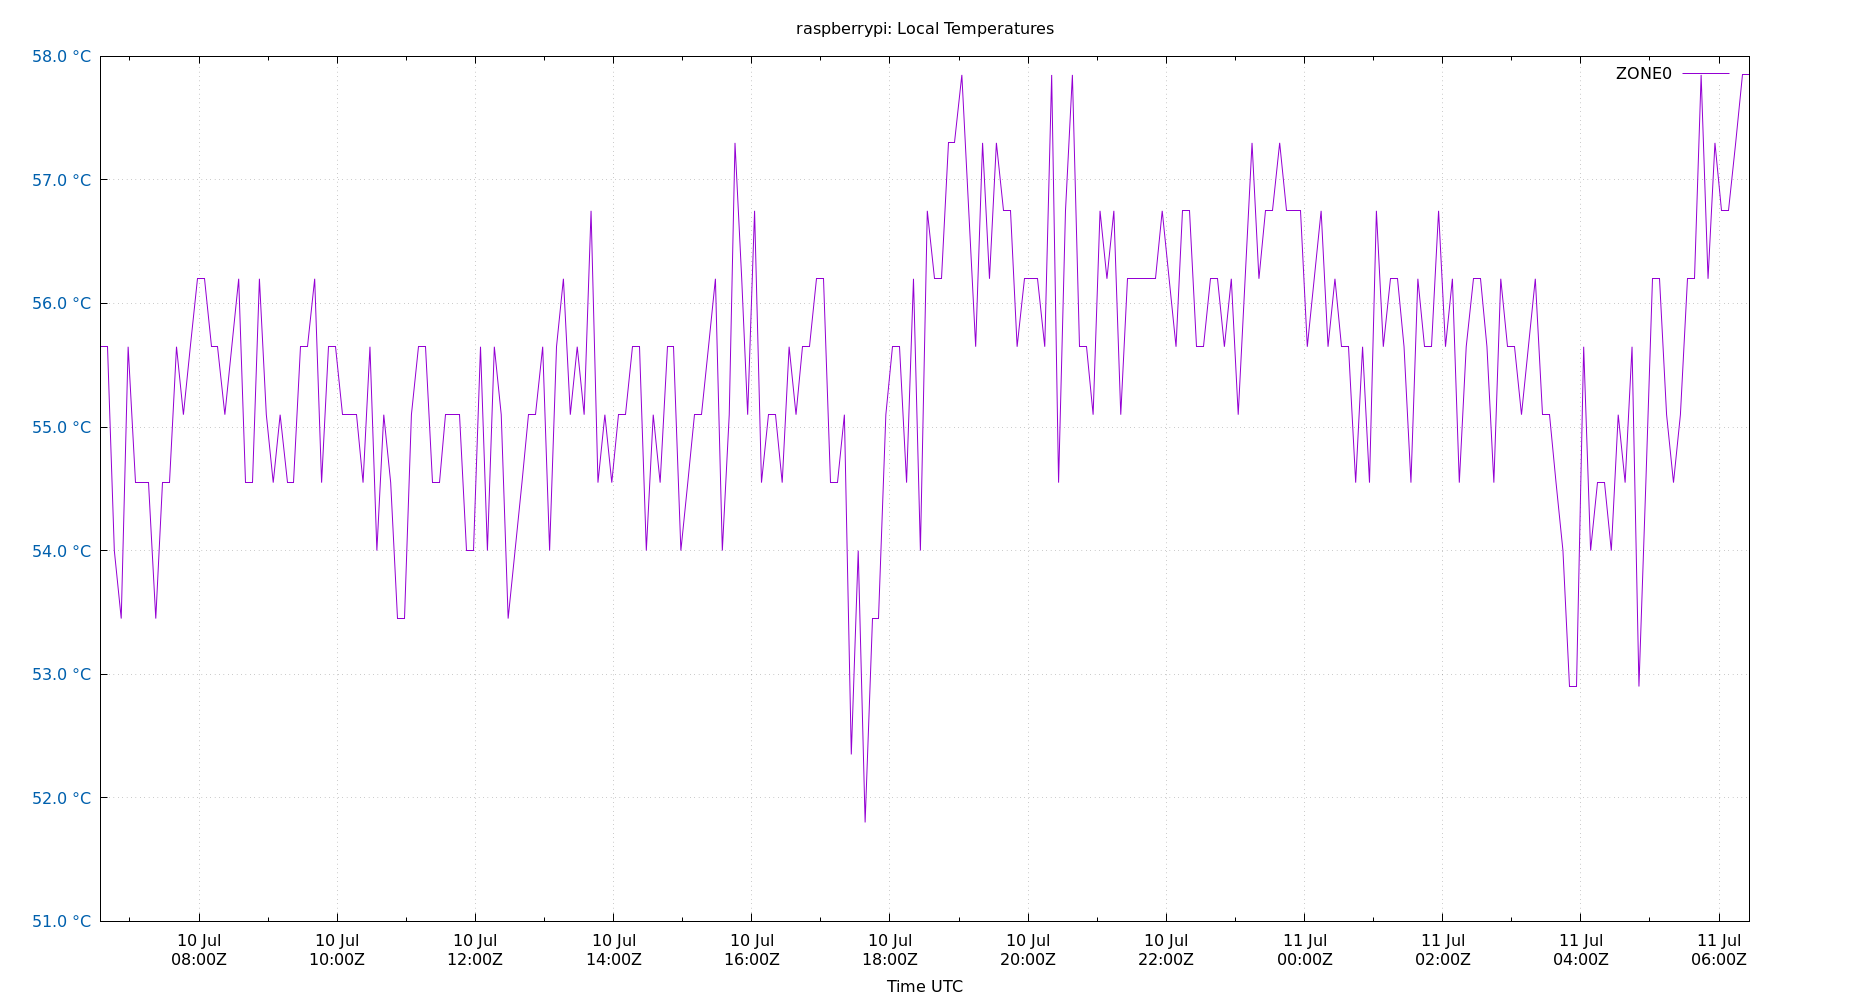 raspberrypi: Local Temperatures
58.0 °C
ZONE0
57.0 °C
56.0 °C
55.0 °C
54.0 °C
53.0 °C
52.0 °C
51.0 °C
10 Jul 10 Jul 10 Jul 10 Jul 10 Jul 10 Jul 10 Jul 10 Jul 11 Jul 11 Jul 11 Jul 11 Jul
08:00Z 10:00Z 12:00Z 14:00Z 16:00Z 18:00Z 20:00Z 22:00Z 00:00Z 02:00Z 04:00Z 06:00Z
Time UTC